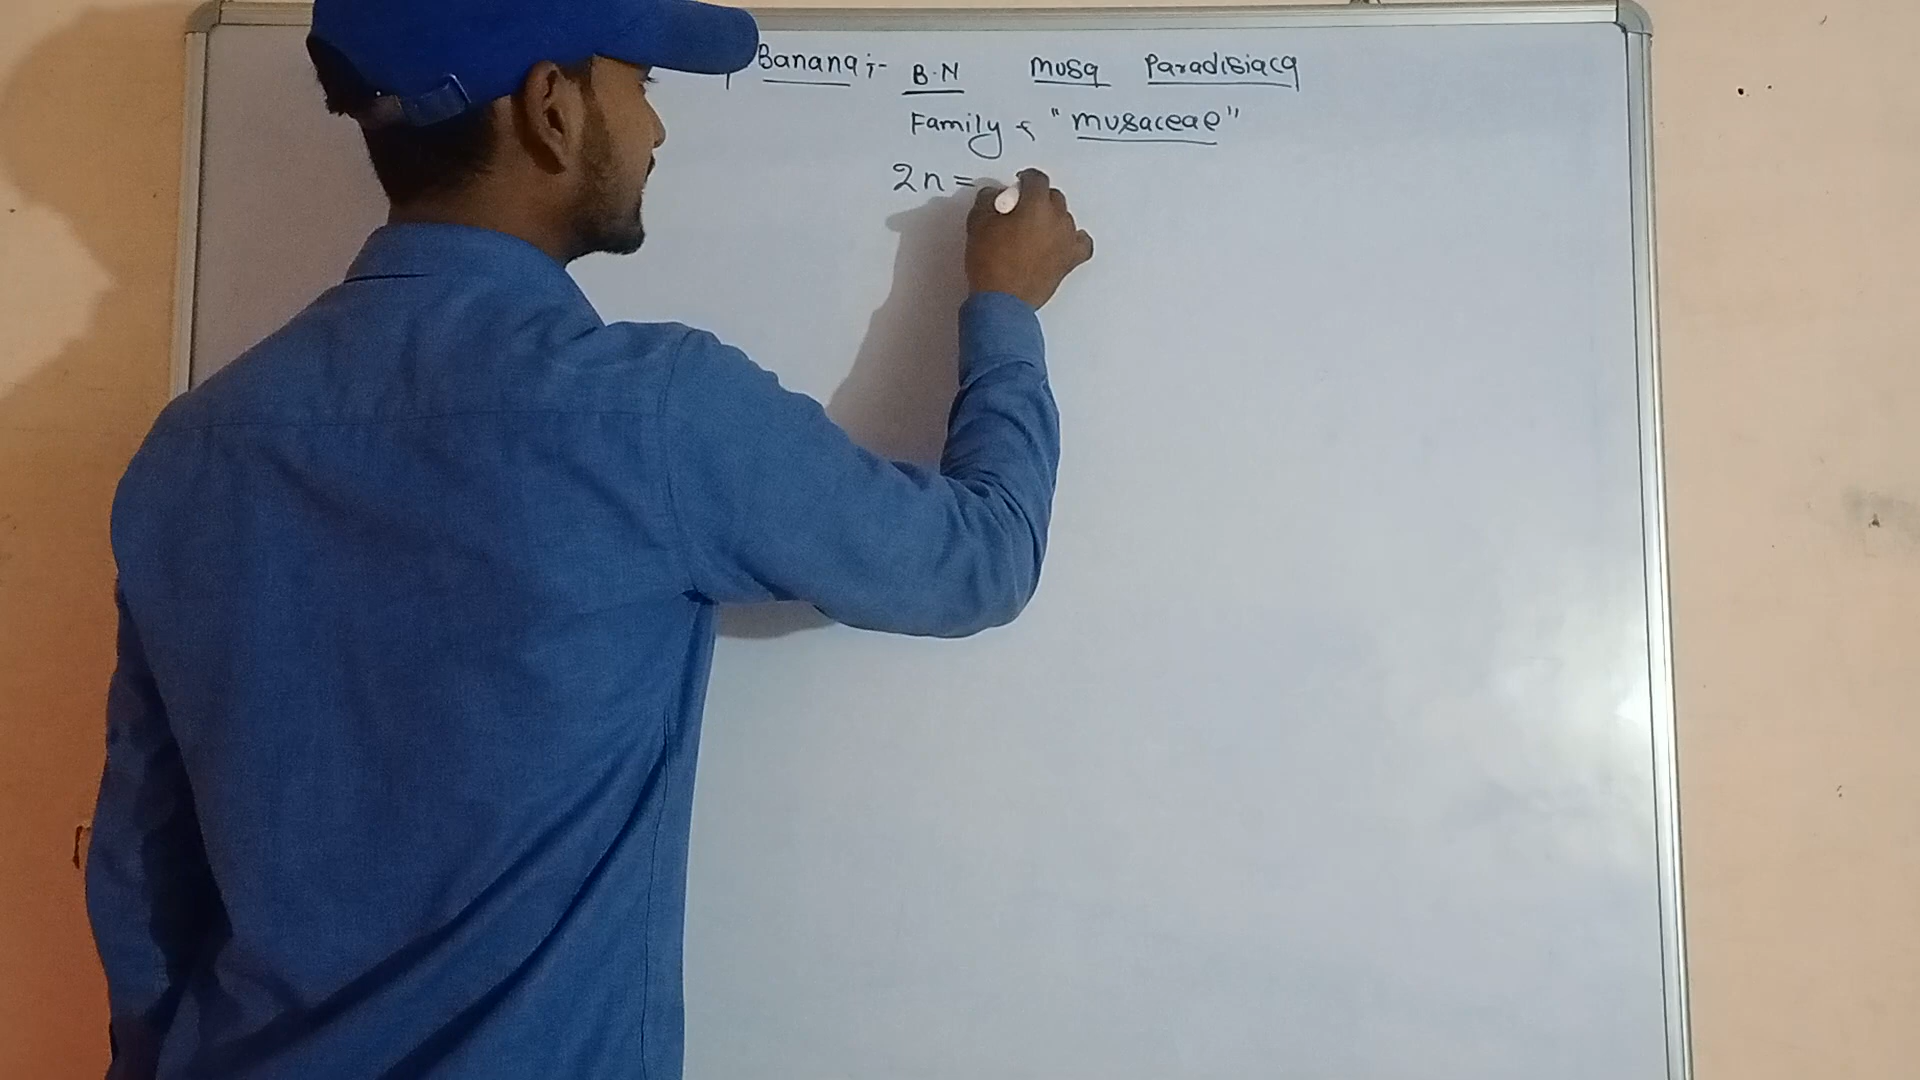 Banana :- B.N Musa Paradisiaca
Family : "musaceae"
2n =